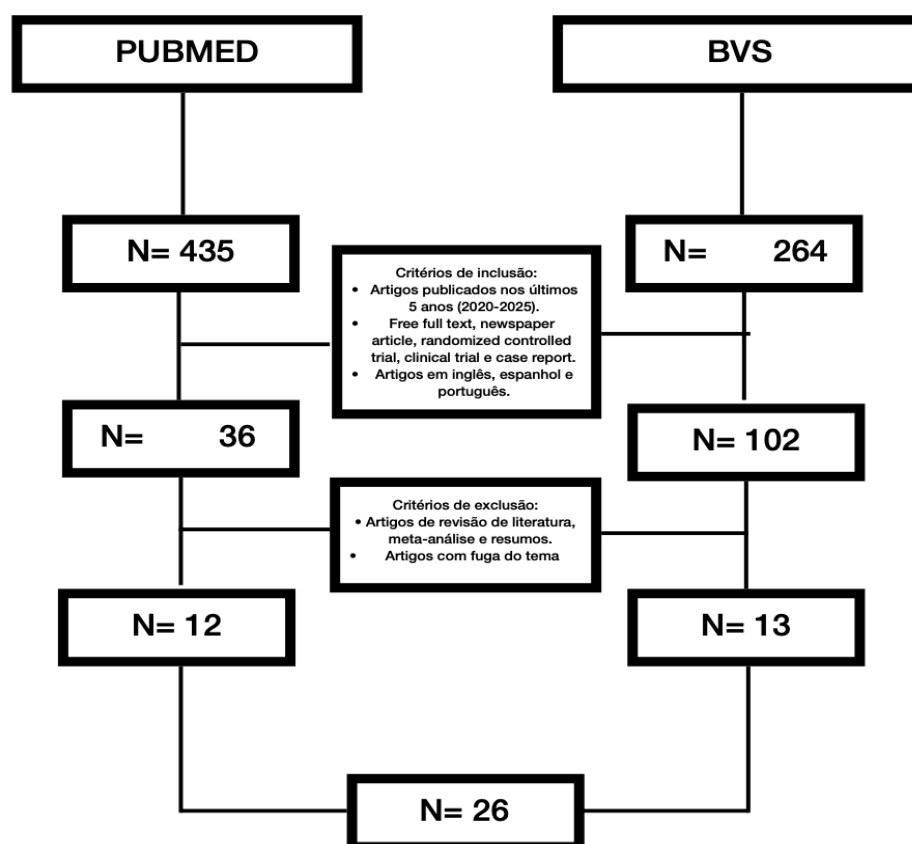 PUBMED
BVS
N= 435
N= 264
Critérios de inclusão:
• Artigos publicados nos últimos
5 anos (2020-2025).
• Free full text, newspaper
article, randomized controlled
trial, clinical trial e case report.
• Artigos em inglês, espanhol e
português.
N= 36
N= 102
Critérios de exclusão:
• Artigos de revisão de literatura,
meta-análise e resumos.
• Artigos com fuga do tema
N= 12
N= 13
N= 26